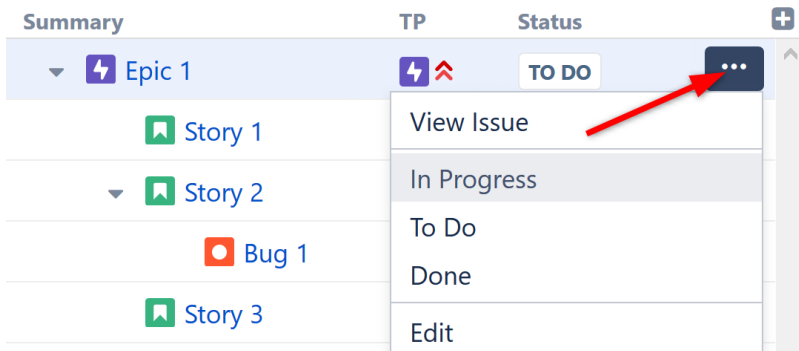 Summary TP Status
Epic 1 TO DO
View Issue
Story 1
In Progress
Story 2
To Do
Bug 1
Done
Story 3
Edit